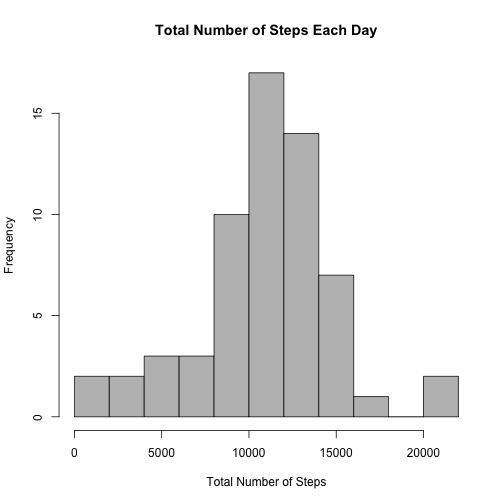 Total Number of Steps Each Day
Frequency
15
10
5
0
0 5000 10000 15000 20000
Total Number of Steps